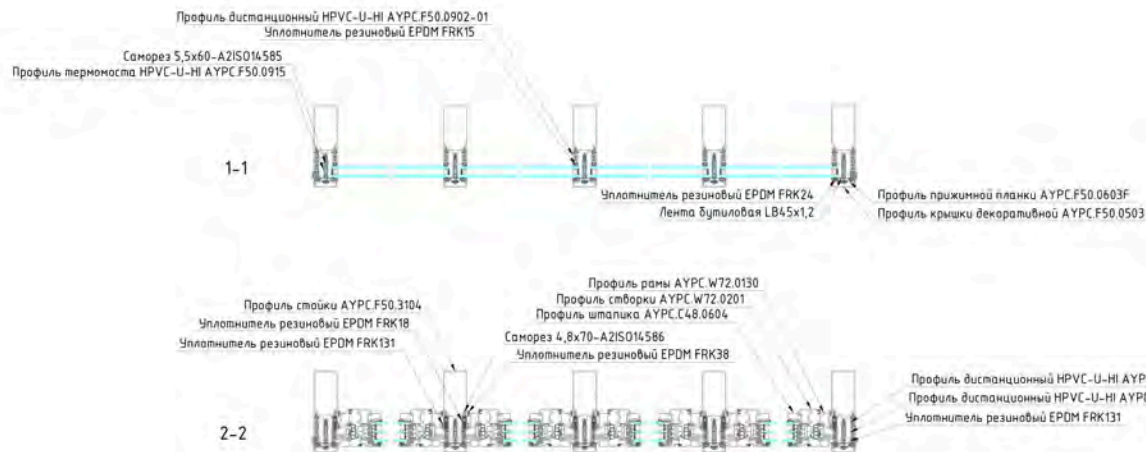 Профиль дистанционный HPVC-U-HI AYPC.F50.0902-01
Уплотнитель резиновый EPDM FRK15
Саморез 5,5x60-A2ISO14585
Профиль термомоста HPVC-U-HI AYPC.F50.0915
1-1
Уплотнитель резиновый EPDM FRK24
Лента бутиловая LB45x1,2
Профиль прижимной планки AYPC.F50.0603F
Профиль крышки декоративной AYPC.F50.0503
Профиль рамы AYPC.W72.0130
Профиль створки AYPC.W72.0201
Профиль штапика AYPC.C48.0604
Профиль стойки AYPC.F50.3104
Уплотнитель резиновый EPDM FRK18
Уплотнитель резиновый EPDM FRK131
Саморез 4,8x70-A2ISO14586
Уплотнитель резиновый EPDM FRK38
2-2
Профиль дистанционный HPVC-U-HI
Профиль дистанционный HPVC-U-HI
Уплотнитель резиновый EPDM FRK131